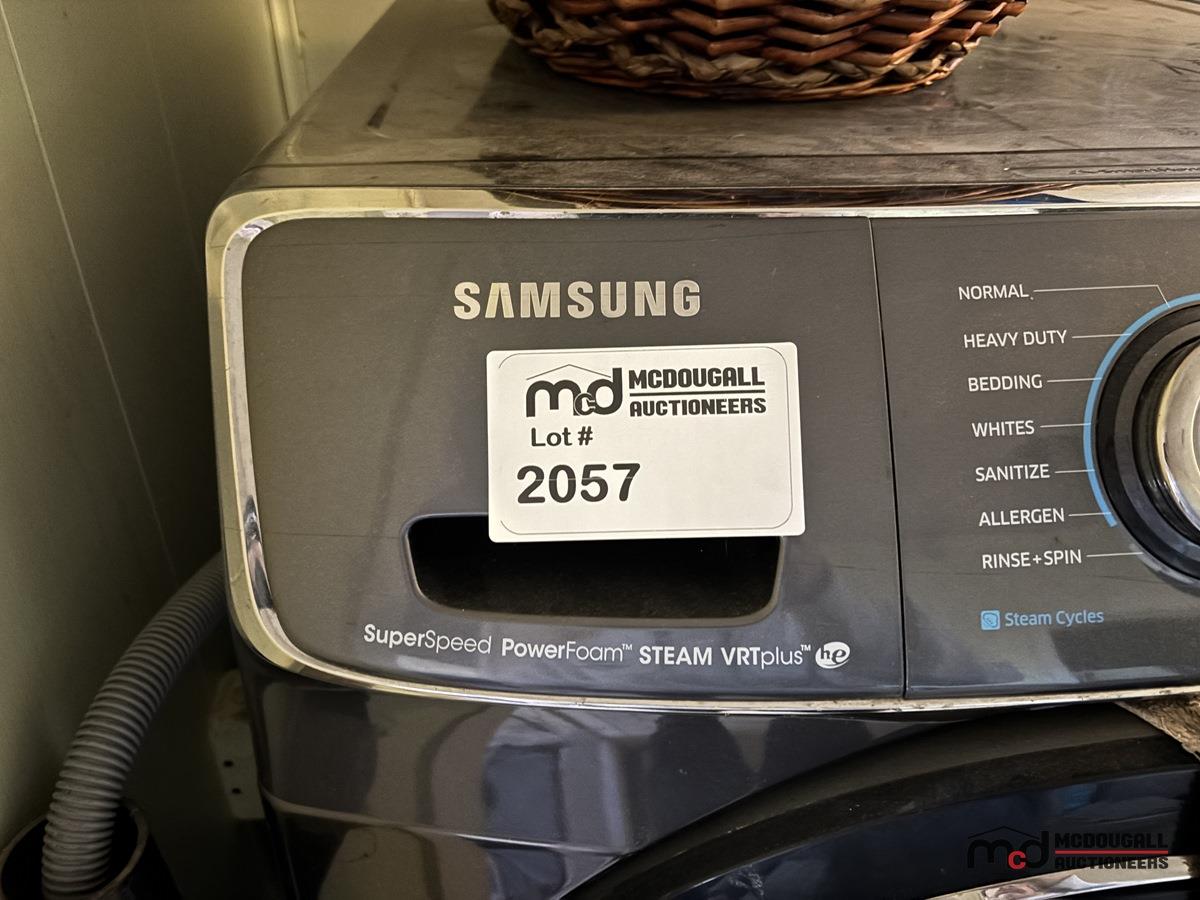 SAMSUNG
mcd MCDOUGALL
AUCTIONEERS
Lot #
2057
SuperSpeed PowerFoam™ STEAM VRTplus™ he
NORMAL
HEAVY DUTY
BEDDING
WHITES
SANITIZE
ALLERGEN
RINSE+SPIN
Steam Cycles
mcd MCDOUGALL
AUCTIONEERS